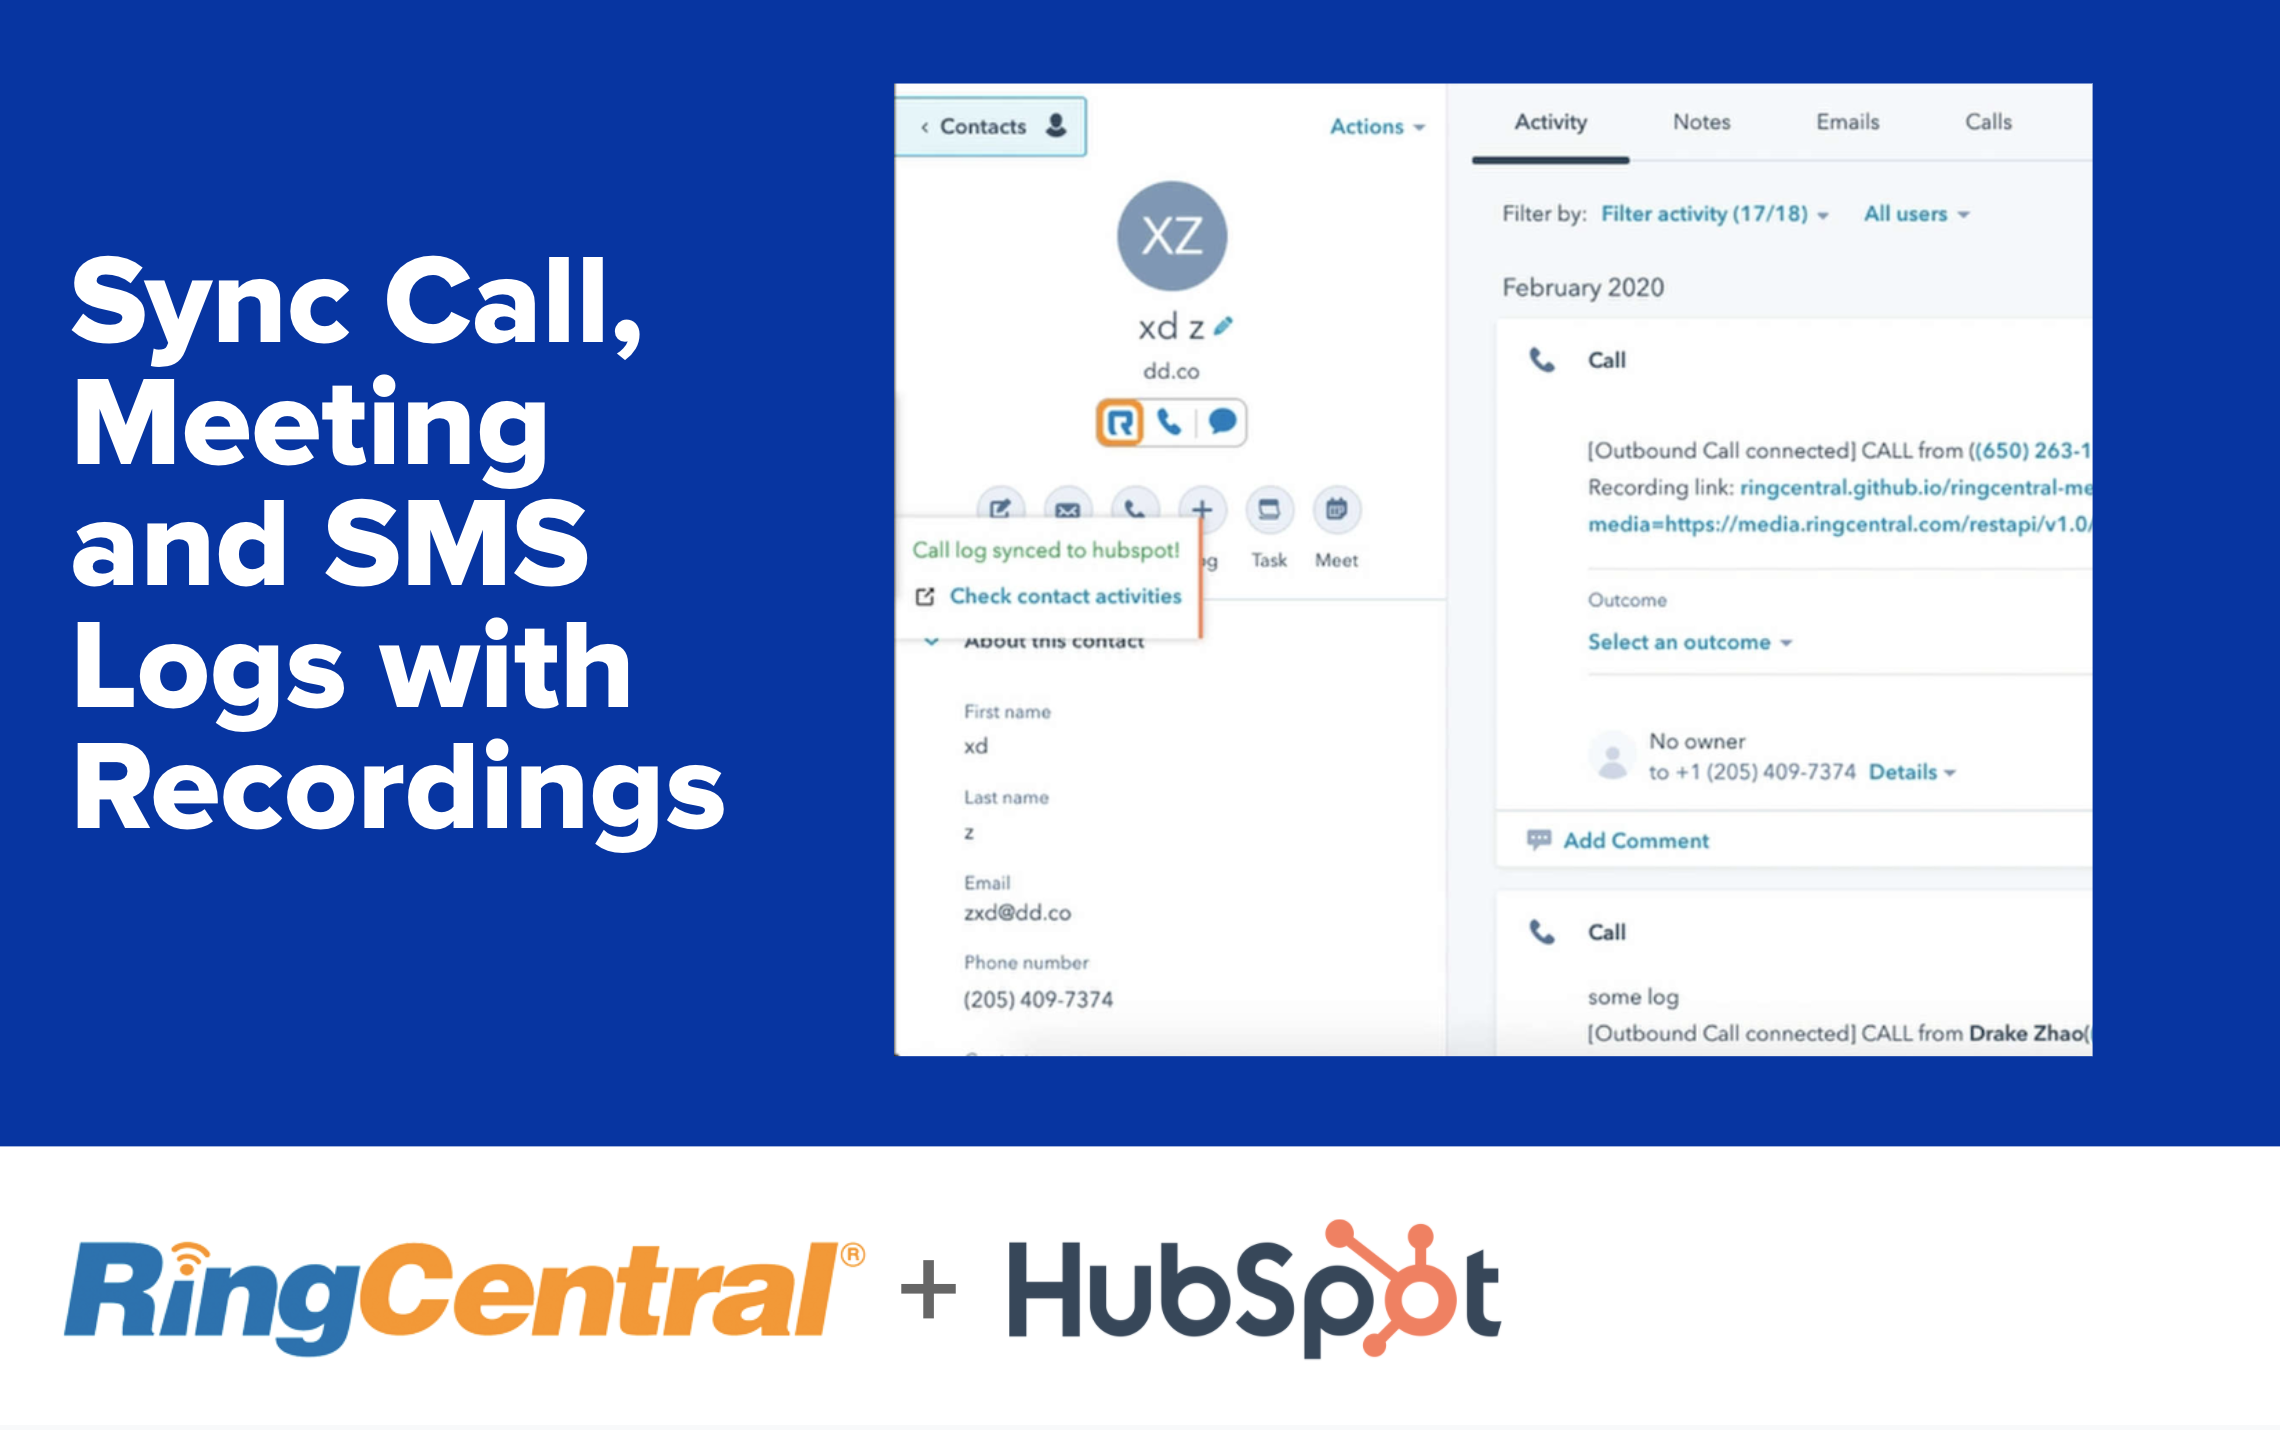 Sync Call,
Meeting
and SMS
Logs with
Recordings
Contacts
Actions
XZ
xd z
dd.co
Call log synced to hubspot!
Check contact activities
Task
Meet
About this contact
First name
xd
Last name
z
Email
zxd@dd.co
Phone number
(205) 409-7374
Activity Notes Emails Calls
Filter by: Filter activity (17/18) All users
February 2020
Call
[Outbound Call connected] CALL from ((650) 263-1
Recording link: ringcentral.github.io/ringcentral-me
media=https://media.ringcentral.com/restapi/v1.0/
Outcome
Select an outcome
No owner
to +1 (205) 409-7374 Details
Add Comment
Call
some log
[Outbound Call connected] CALL from Drake Zhao(
RingCentral® + HubSpot